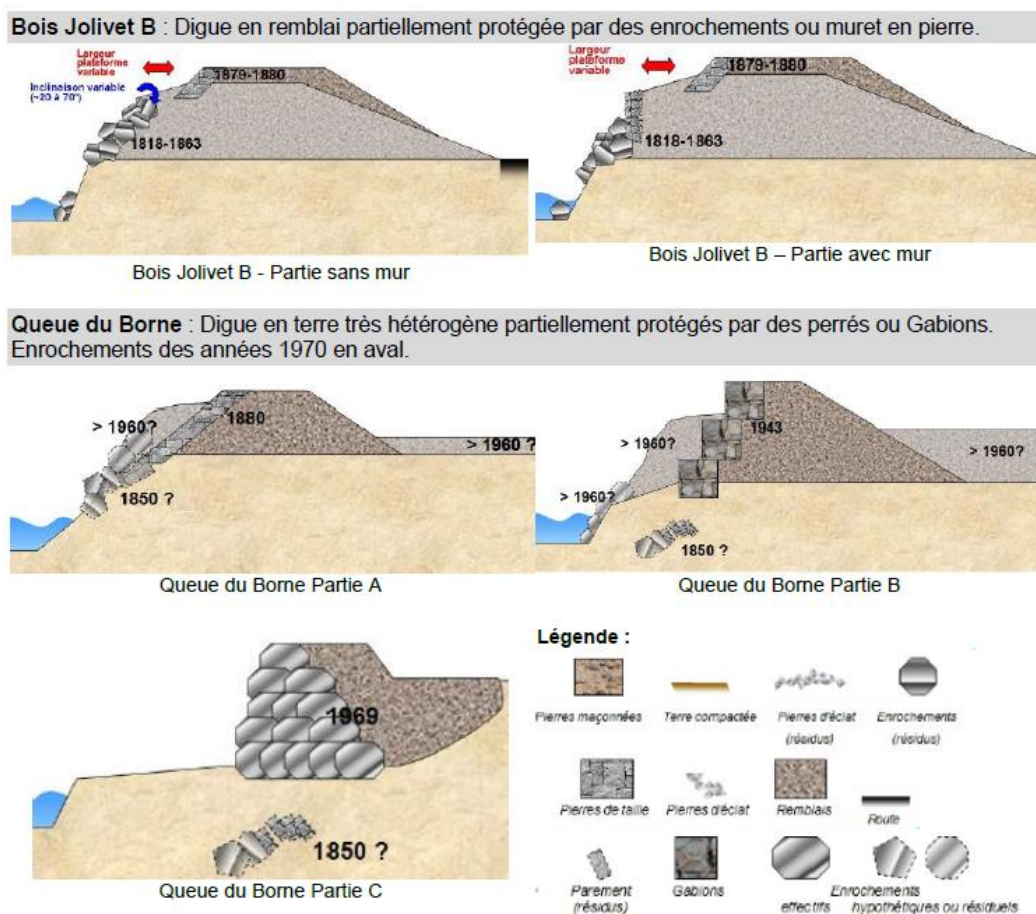 Bois Jolivet B : Digue en remblai partiellement protégée par des enrochements ou muret en pierre.
Largeur
plateforme
variable
Inclinaison variable
(~20 à 70°)
1879-1880
1818-1863
Bois Jolivet B - Partie sans mur
Largeur
plateforme
variable
1879-1880
1818-1863
Bois Jolivet B – Partie avec mur
Queue du Borne : Digue en terre très hétérogène partiellement protégés par des perrés ou Gabions.
Enrochements des années 1970 en aval.
> 1960?
1880
> 1960 ?
1850 ?
Queue du Borne Partie A
> 1960?
1943
> 1960?
> 1960?
1850 ?
Queue du Borne Partie B
1969
1850 ?
Queue du Borne Partie C
Légende :
Pierres maçonnées
Terre compactée
Pierres d'éclat
(résidus)
Enrochements
(résidus)
Pierres de taille
Pierres d'éclat
Remblais
Route
Parement
(résidus)
Gabions
Enrochements
effectifs
hypothétiques ou résiduels